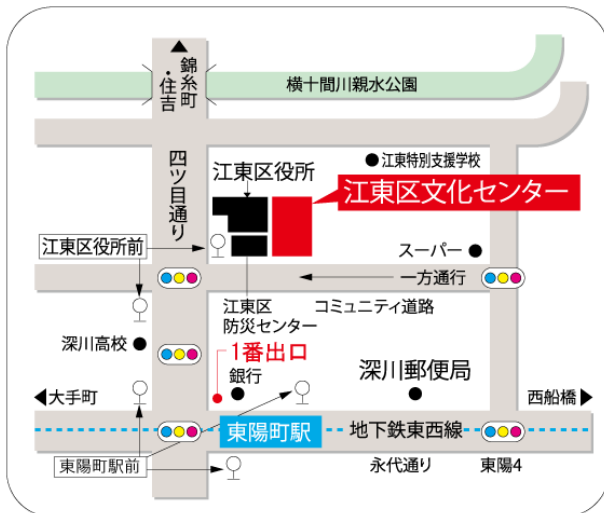 錦糸町
・住吉
横十間川親水公園
四ツ目通り
江東特別支援学校
江東区役所
江東区文化センター
江東区役所前
スーパー
一方通行
江東区
防災センター
コミュニティ道路
深川高校
1番出口
銀行
深川郵便局
大手町
西船橋
東陽町駅
地下鉄東西線
東陽町駅前
永代通り
東陽4